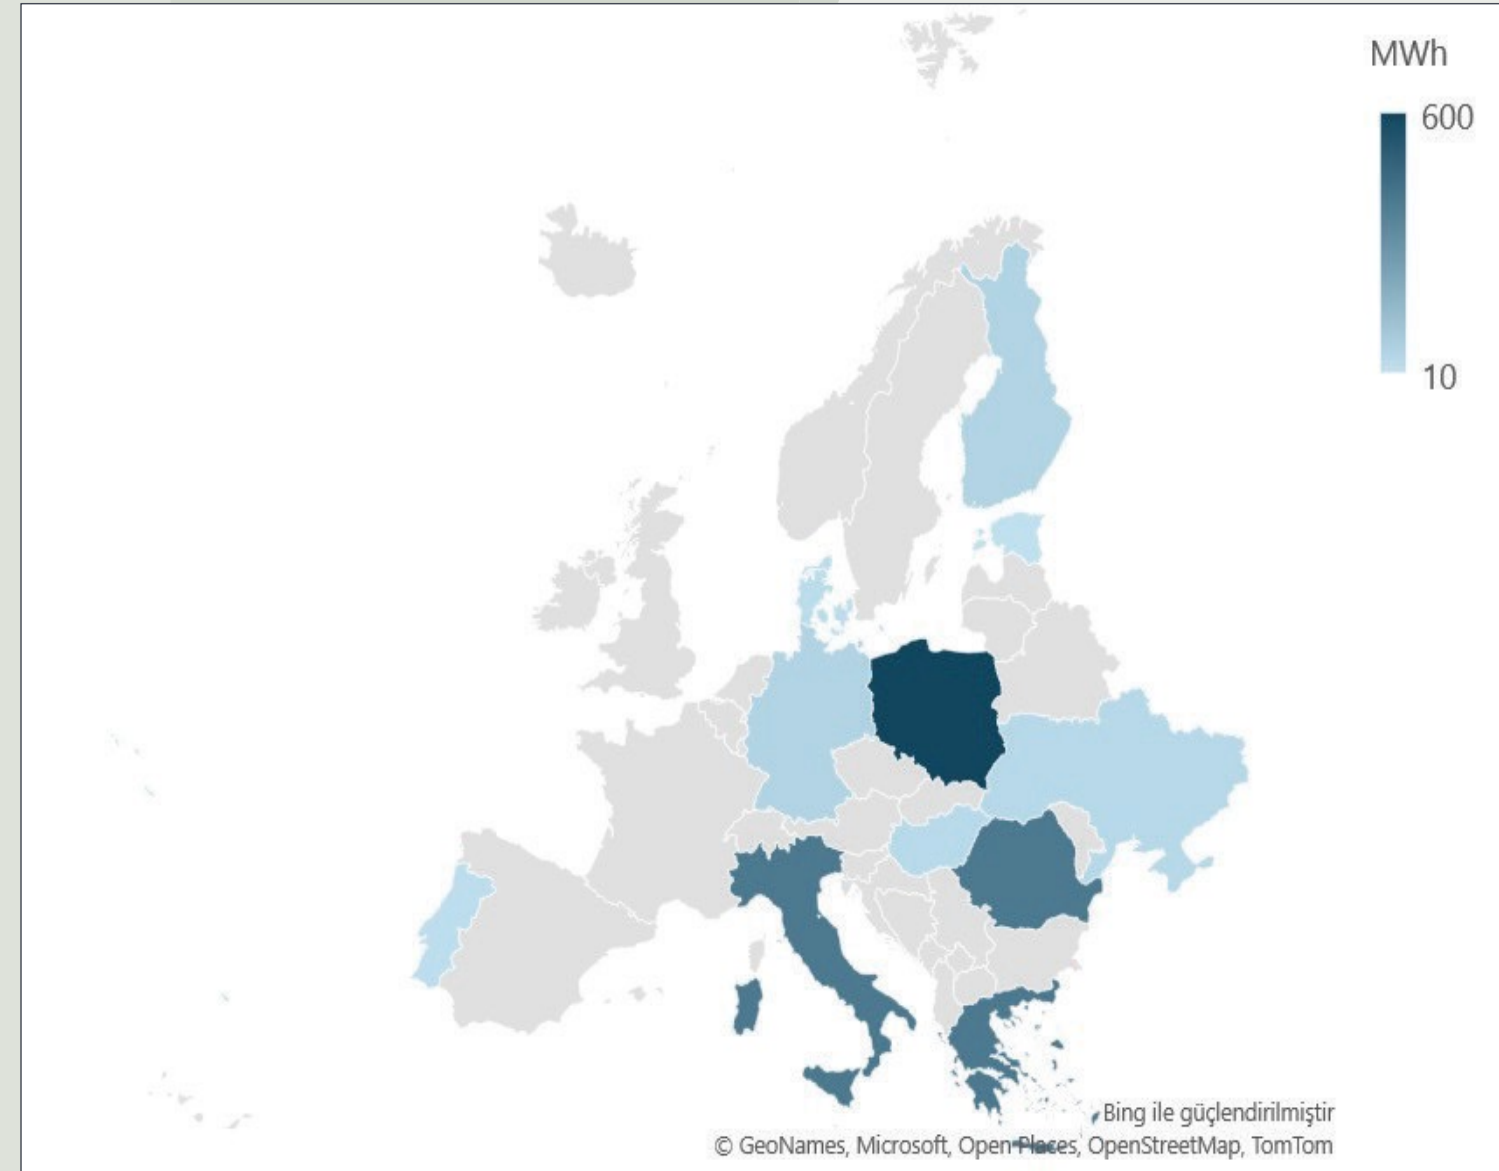 MWh
600
10
Bing ile güçlendirilmiştir
© GeoNames, Microsoft, Open Places, OpenStreetMap, TomTom